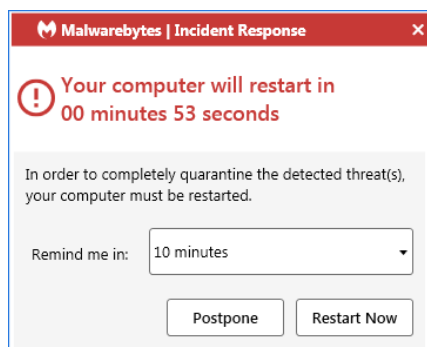 Malwarebytes | Incident Response
Your computer will restart in
00 minutes 53 seconds
In order to completely quarantine the detected threat(s),
your computer must be restarted.
Remind me in: 10 minutes
Postpone Restart Now